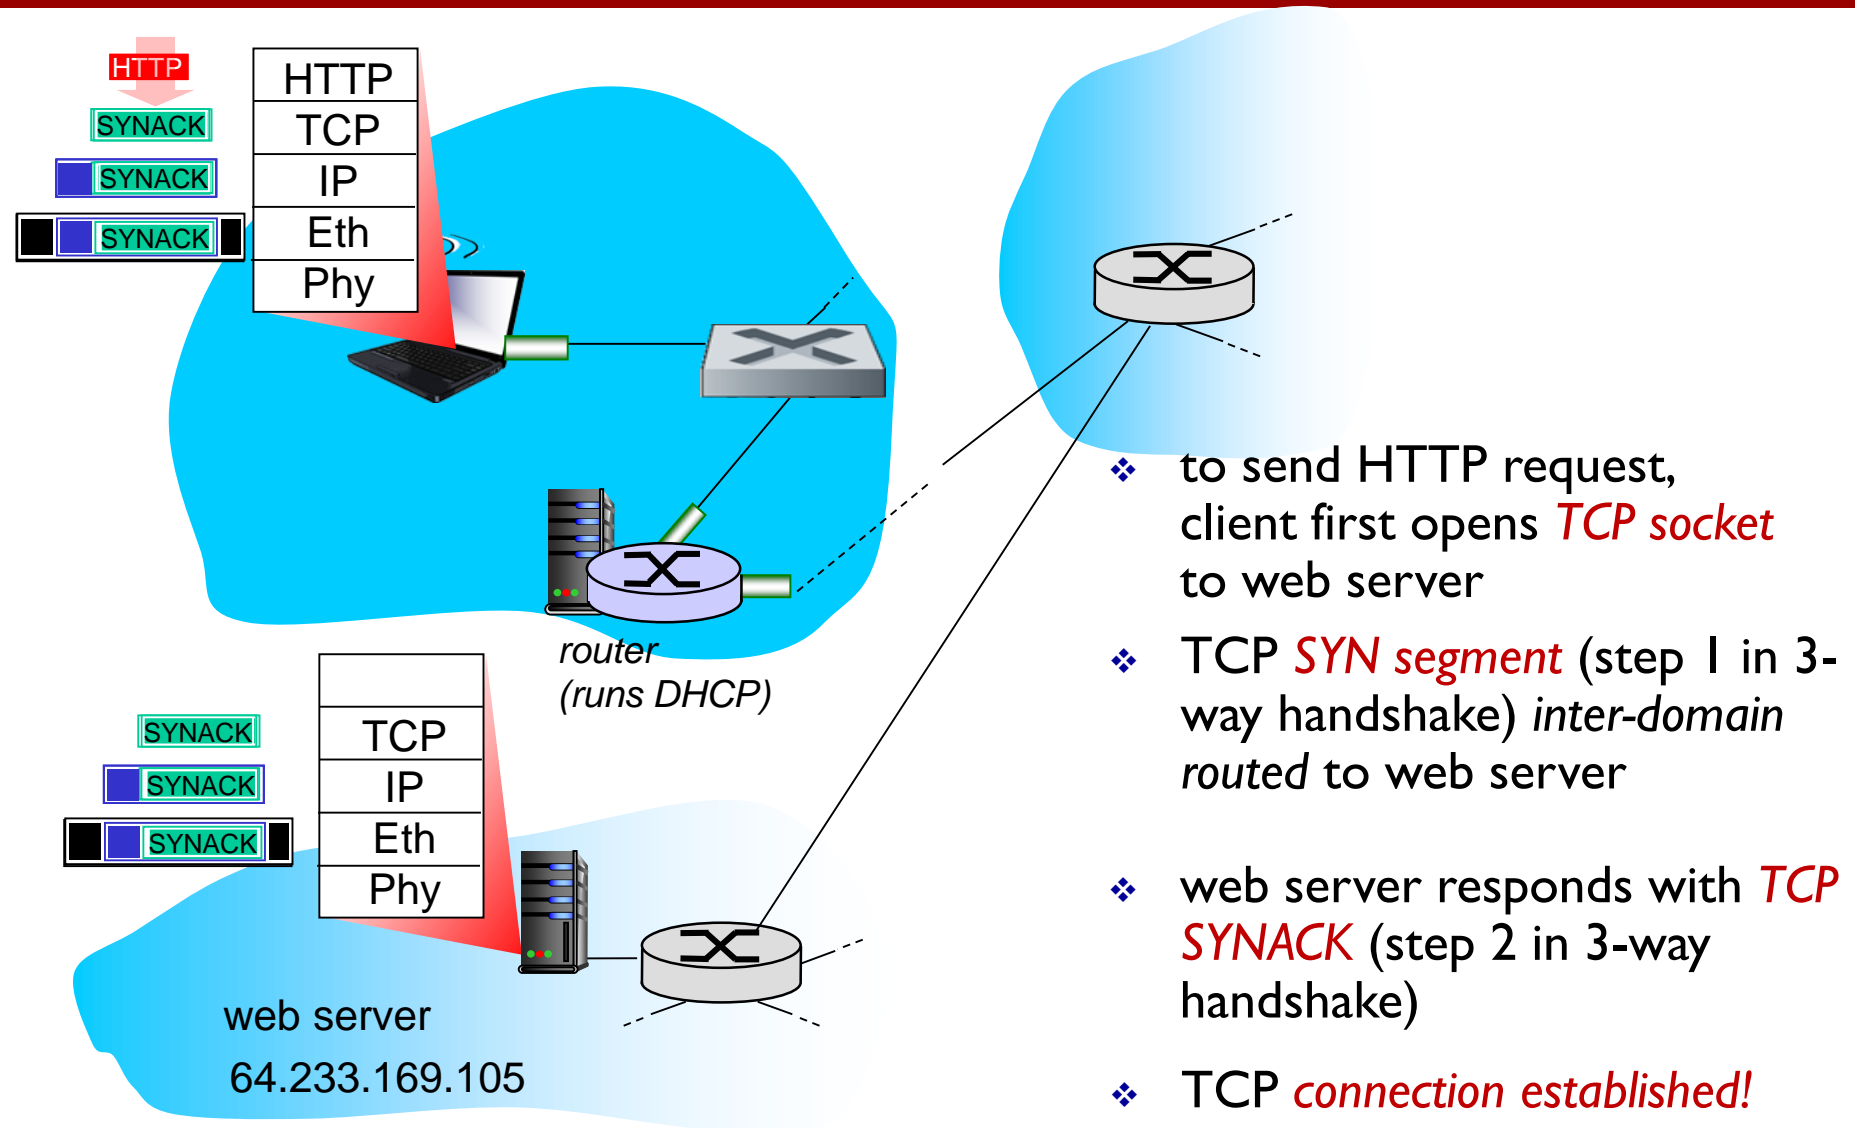 HTTP
SYNACK
SYNACK
SYNACK
HTTP
TCP
IP
Eth
Phy
router
(runs DHCP)
SYNACK
SYNACK
SYNACK
TCP
IP
Eth
Phy
web server
64.233.169.105
to send HTTP request,
client first opens TCP socket
to web server
TCP SYN segment (step 1 in 3-
way handshake) inter-domain
routed to web server
web server responds with TCP
SYNACK (step 2 in 3-way
handshake)
TCP connection established!